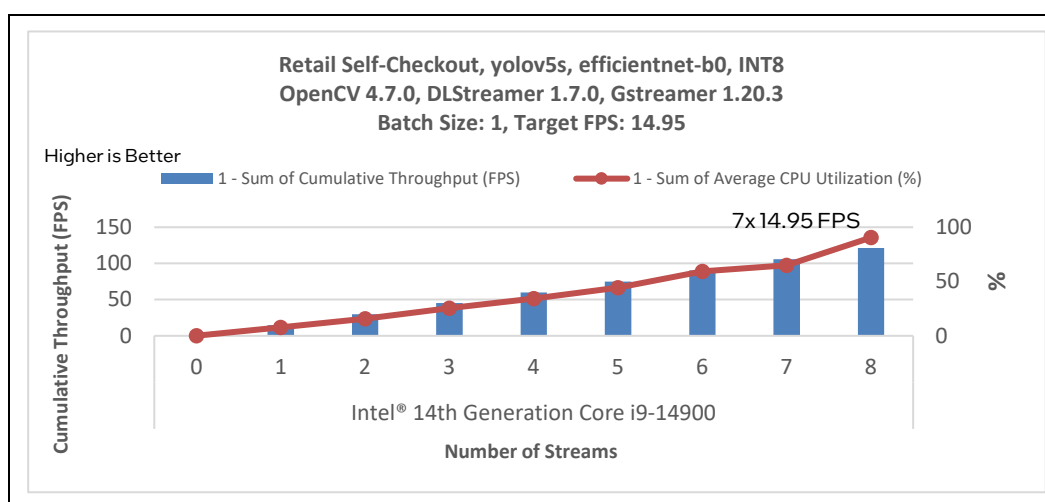 Retail Self-Checkout, yolov5s, efficientnet-b0, INT8
OpenCV 4.7.0, DLStreamer 1.7.0, Gstreamer 1.20.3
Batch Size: 1, Target FPS: 14.95
Higher is Better
1 - Sum of Cumulative Throughput (FPS) 1 - Sum of Average CPU Utilization (%)
Cumulative Throughput (FPS)
7x 14.95 FPS
150 100
100
50 50
0 0
%
0 1 2 3 4 5 6 7 8
Intel® 14th Generation Core i9-14900
Number of Streams